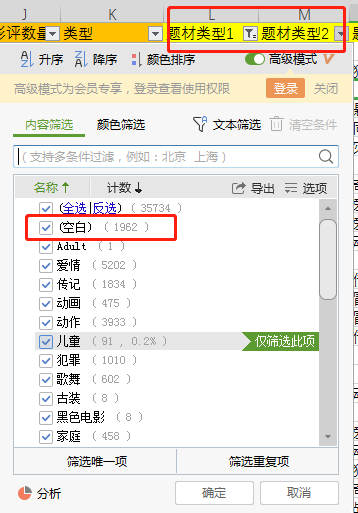 J K L M
影评数量 类型 题材类型1 题材类型2
升序 降序 颜色排序 高级模式
高级模式为会员专享，登录查看使用权限 登录 关闭
内容筛选 颜色筛选 文本筛选 清空条件
(支持多条件过滤，例如：北京 上海)
名称 计数 导出 选项
(全选|反选) (35734)
(空白) (1962)
Adult (1)
爱情 (5202)
传记 (1834)
动画 (475)
动作 (3933)
儿童 (91, 0.2%) 仅筛选此项
犯罪 (1010)
歌舞 (602)
古装 (8)
黑色电影 (8)
家庭 (458)
筛选唯一项 筛选重复项
分析 确定 取消